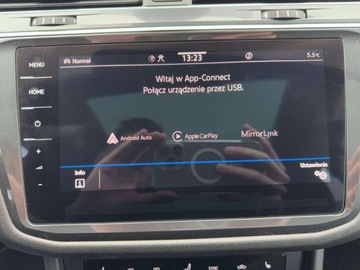 MENU
Normal
13:23
5.5°C
HOME
Witaj w App-Connect
Połącz urządzenie przez USB.
Android Auto
Apple CarPlay
MirrorLink
Info
Ustawienia